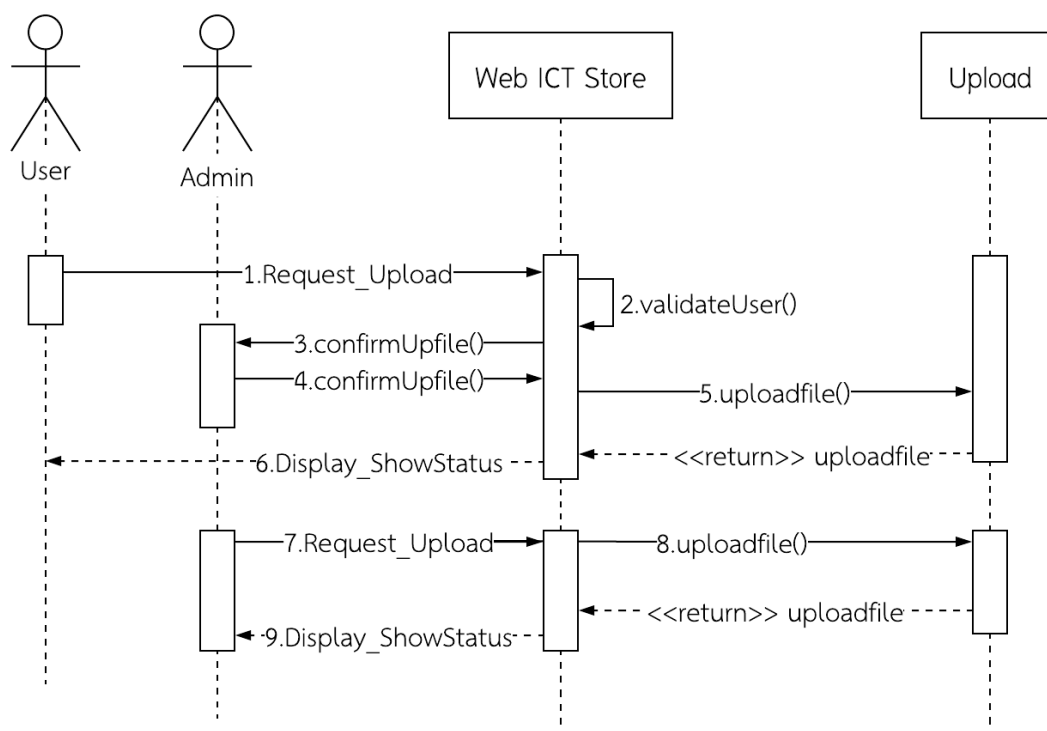 User
Admin
Web ICT Store
Upload
1.Request_Upload
2.validateUser()
3.confirmUpfile()
4.confirmUpfile()
5.uploadfile()
<<return>> uploadfile
6.Display_ShowStatus
7.Request_Upload
8.uploadfile()
<<return>> uploadfile
9.Display_ShowStatus